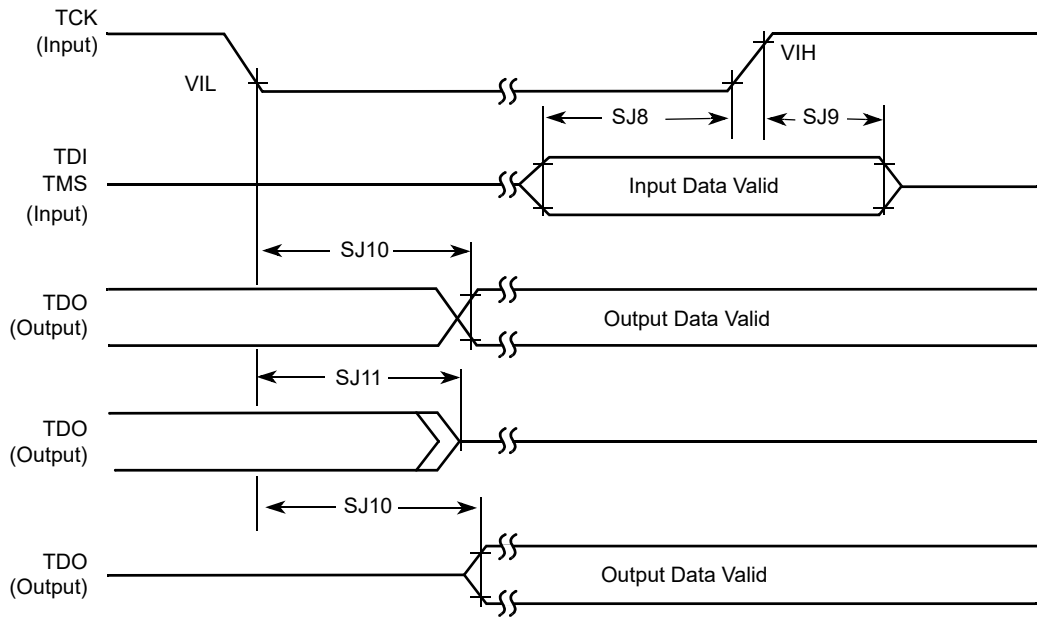 TCK
(Input)
VIL
VIH
SJ8
SJ9
TDI
TMS
(Input)
Input Data Valid
SJ10
TDO
(Output)
Output Data Valid
SJ11
TDO
(Output)
SJ10
TDO
(Output)
Output Data Valid